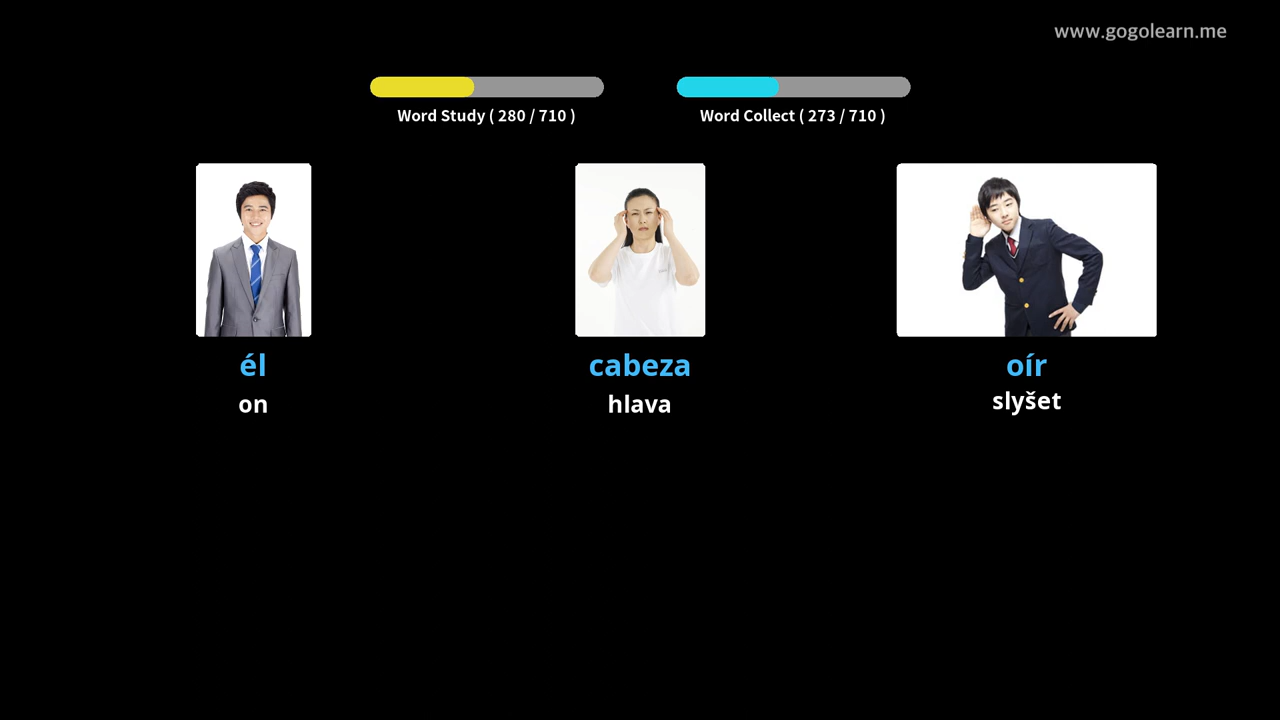 www.gogolearn.me
Word Study ( 280 / 710 )
Word Collect ( 273 / 710 )
él
cabeza
oír
on
hlava
slyšet